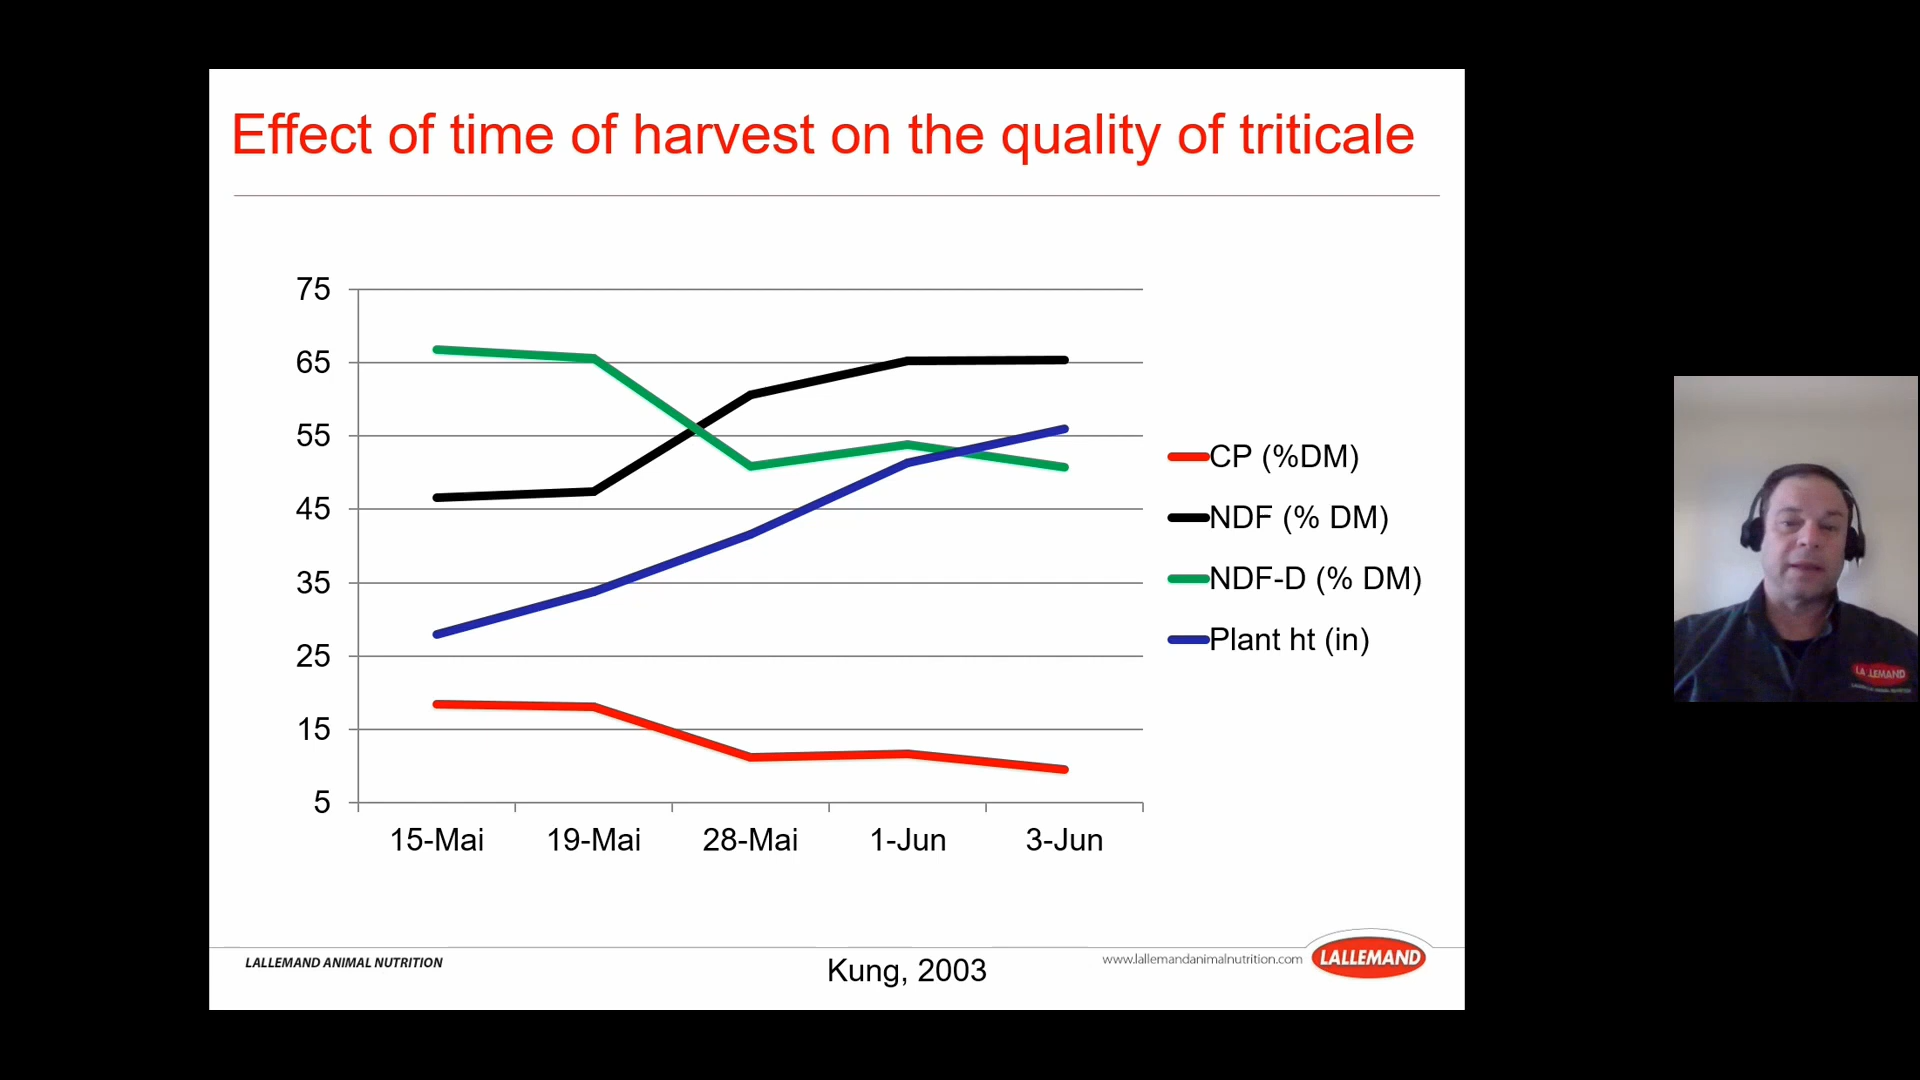 Effect of time of harvest on the quality of triticale
75
65
55
45
35
25
15
5
15-Mai 19-Mai 28-Mai 1-Jun 3-Jun
CP (%DM)
NDF (% DM)
NDF-D (% DM)
Plant ht (in)
LALLEMAND ANIMAL NUTRITION
Kung, 2003
www.lallemandanimalnutrition.com
LALLEMAND
LALLEMAND